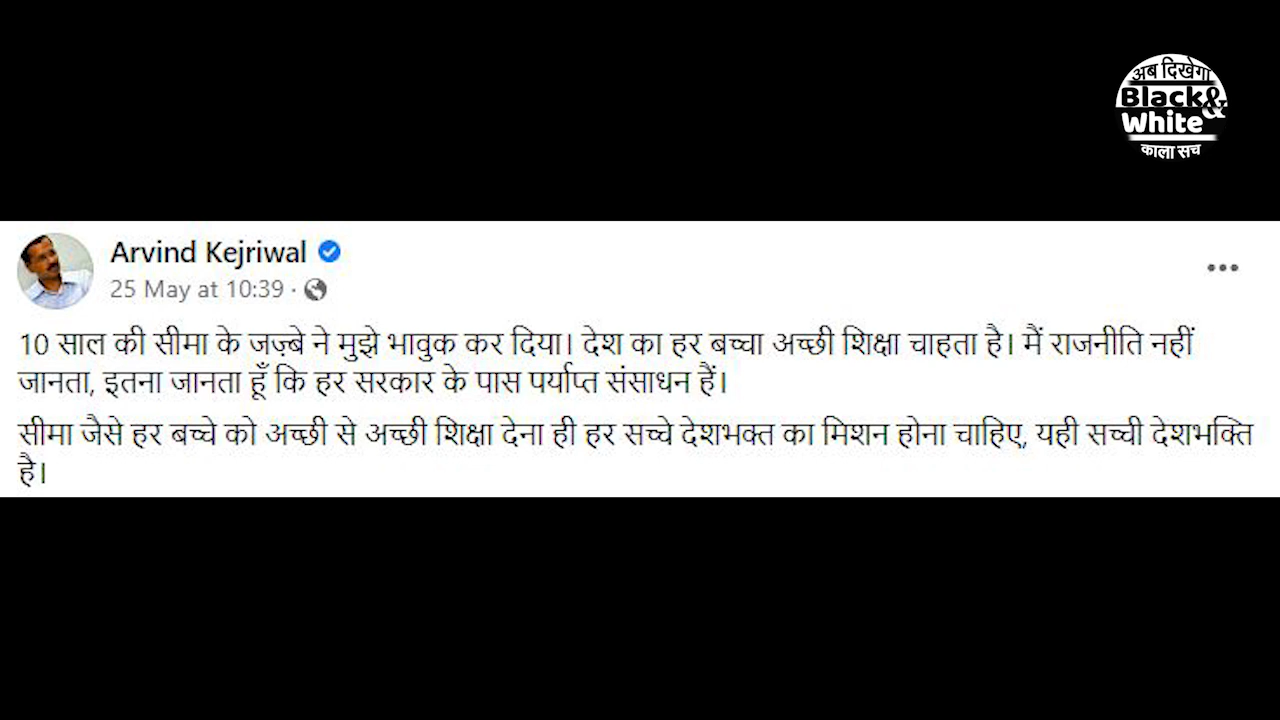 अब दिखेगा
Black&
White
काला सच
Arvind Kejriwal
25 May at 10:39 ·
10 साल की सीमा के जज़्बे ने मुझे भावुक कर दिया। देश का हर बच्चा अच्छी शिक्षा चाहता है। मैं राजनीति नहीं
जानता, इतना जानता हूँ कि हर सरकार के पास पर्याप्त संसाधन हैं।
सीमा जैसे हर बच्चे को अच्छी से अच्छी शिक्षा देना ही हर सच्चे देशभक्त का मिशन होना चाहिए, यही सच्ची देशभक्ति
है।